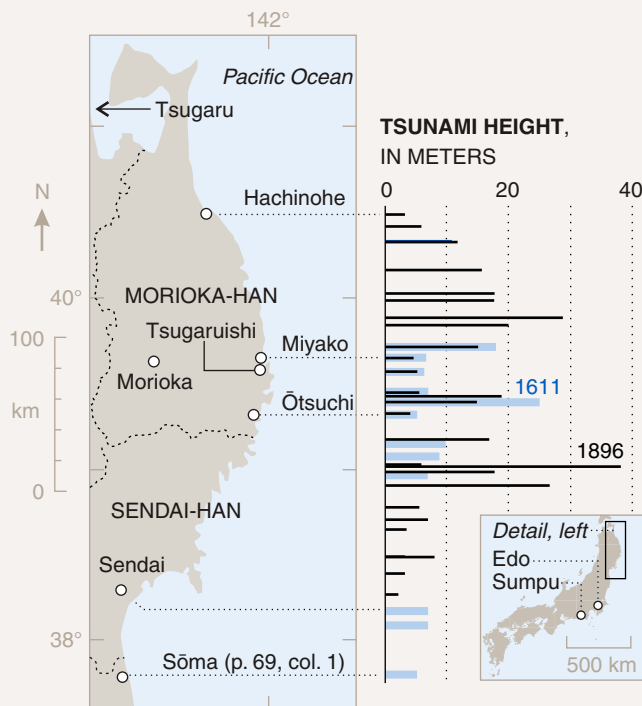 142°
Pacific Ocean
Tsugaru
TSUNAMI HEIGHT,
IN METERS
0 20 40
N
Hachinohe
40°
MORIOKA-HAN
100
Tsugaruishi
Miyako
Morioka
km
1611
Ōtsuchi
1896
0
SENDAI-HAN
Detail, left
Edo
Sumpu
Sendai
38°
Sōma (p. 69, col. 1)
500 km